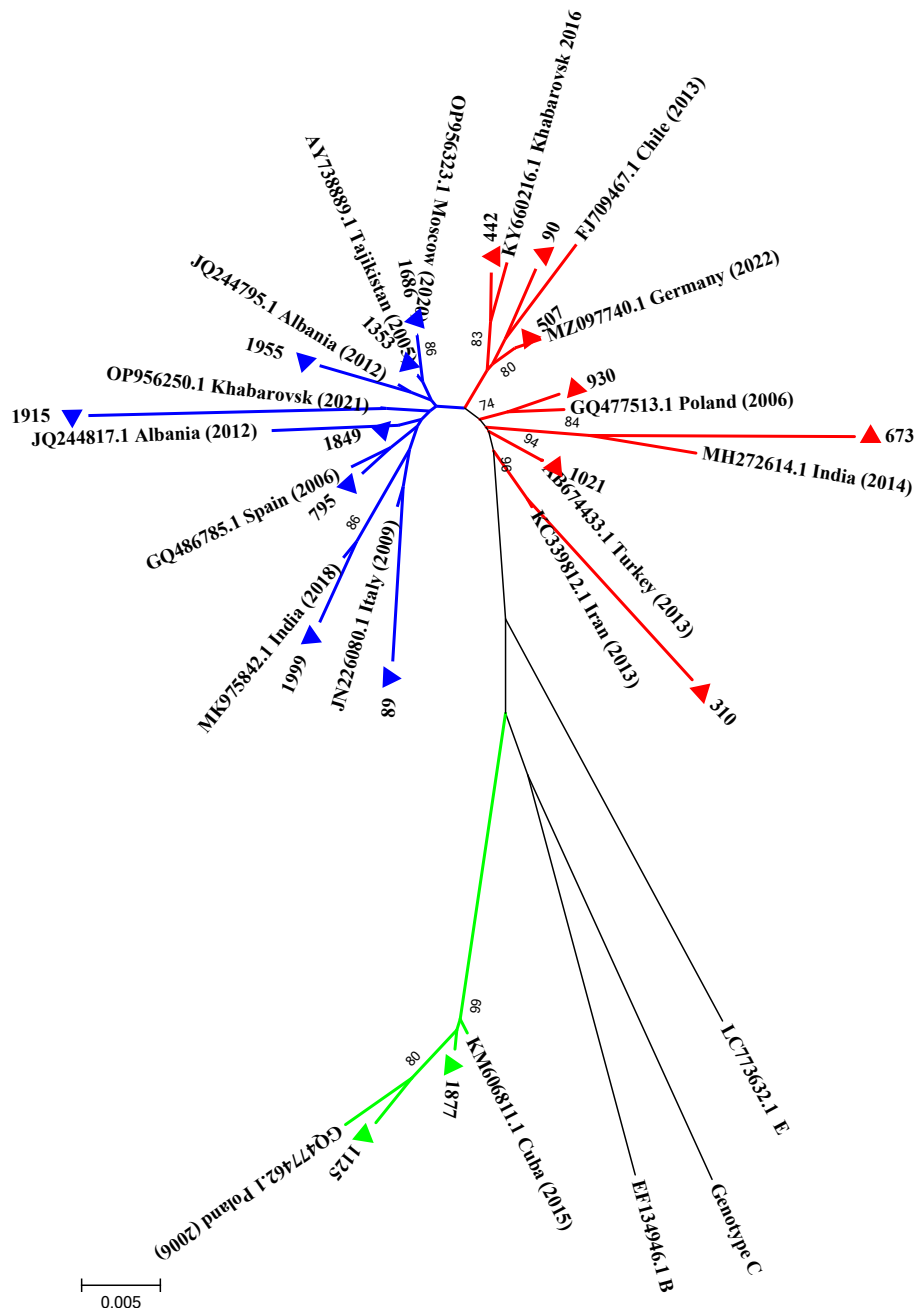 OP956323.1 Moscow (2020)
KY660216.1 Khabarovsk 2016
FJ709467.1 Chile (2013)
AY738889.1 Tajikistan (2005)
442
90
JQ244795.1 Albania (2012)
1686
MZ097740.1 Germany (2022)
507
1353
86
83
1955
80
OP956250.1 Khabarovsk (2021)
930
74
GQ477513.1 Poland (2006)
1915
84
JQ244817.1 Albania (2012)
1849
673
94
MH272614.1 India (2014)
96
1021
AB674433.1 Turkey (2013)
GQ486785.1 Spain (2006)
795
86
KC339812.1 Iran (2013)
MK975842.1 India (2018)
JN226080.1 Italy (2009)
1999
89
310
99
LC773632.1 E
KM606811.1 Cuba (2015)
80
1877
GQ477462.1 Poland (2006)
1125
EF134946.1 B
Genotype C
0.005